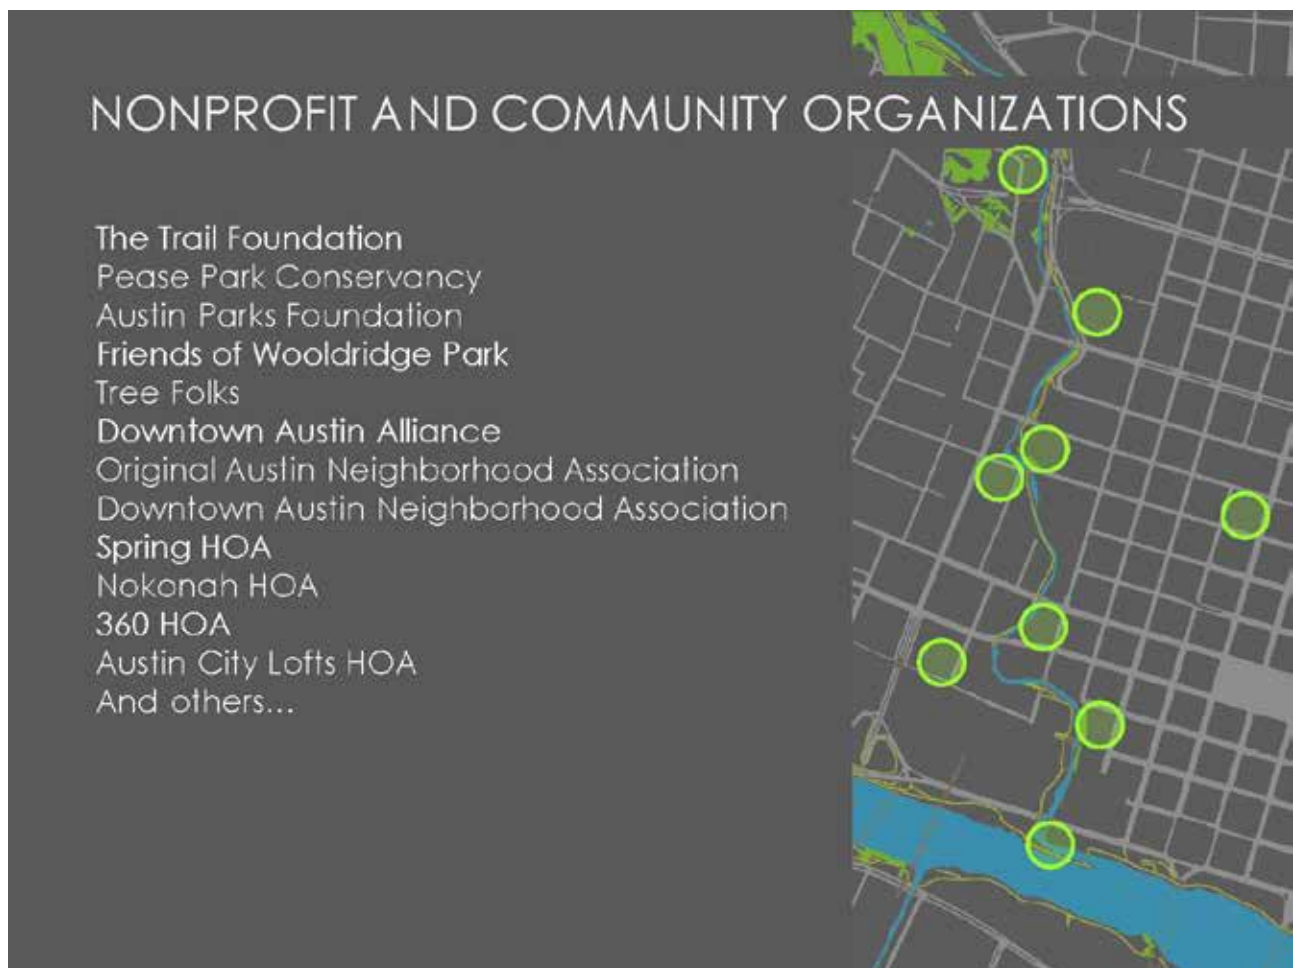 NONPROFIT AND COMMUNITY ORGANIZATIONS
The Trail Foundation
Pease Park Conservancy
Austin Parks Foundation
Friends of Wooldridge Park
Tree Folks
Downtown Austin Alliance
Original Austin Neighborhood Association
Downtown Austin Neighborhood Association
Spring HOA
Nokonah HOA
360 HOA
Austin City Lofts HOA
And others...